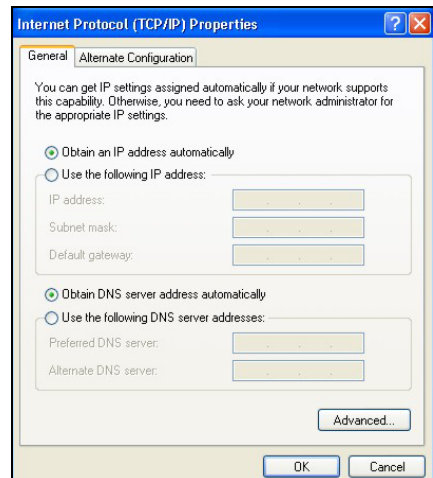 Internet Protocol (TCP/IP) Properties
General
Alternate Configuration
You can get IP settings assigned automatically if your network supports
this capability. Otherwise, you need to ask your network administrator for
the appropriate IP settings.
Obtain an IP address automatically
Use the following IP address:
IP address:
Subnet mask:
Default gateway:
Obtain DNS server address automatically
Use the following DNS server addresses:
Preferred DNS server:
Alternate DNS server:
Advanced...
OK
Cancel